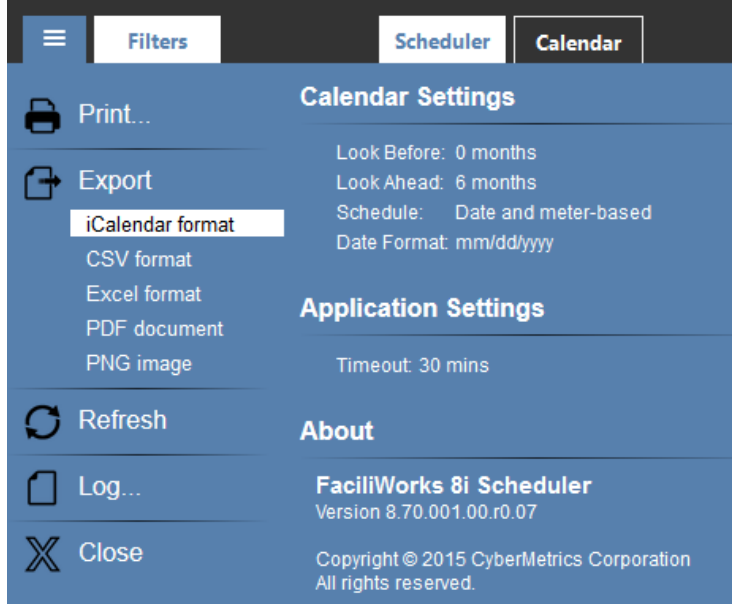 Filters
Scheduler
Calendar
Print...
Export
iCalendar format
CSV format
Excel format
PDF document
PNG image
Refresh
Log...
Close
Calendar Settings
Look Before: 0 months
Look Ahead: 6 months
Schedule: Date and meter-based
Date Format: mm/dd/yyyy
Application Settings
Timeout: 30 mins
About
FaciliWorks 8i Scheduler
Version 8.70.001.00.r0.07
Copyright © 2015 CyberMetrics Corporation
All rights reserved.